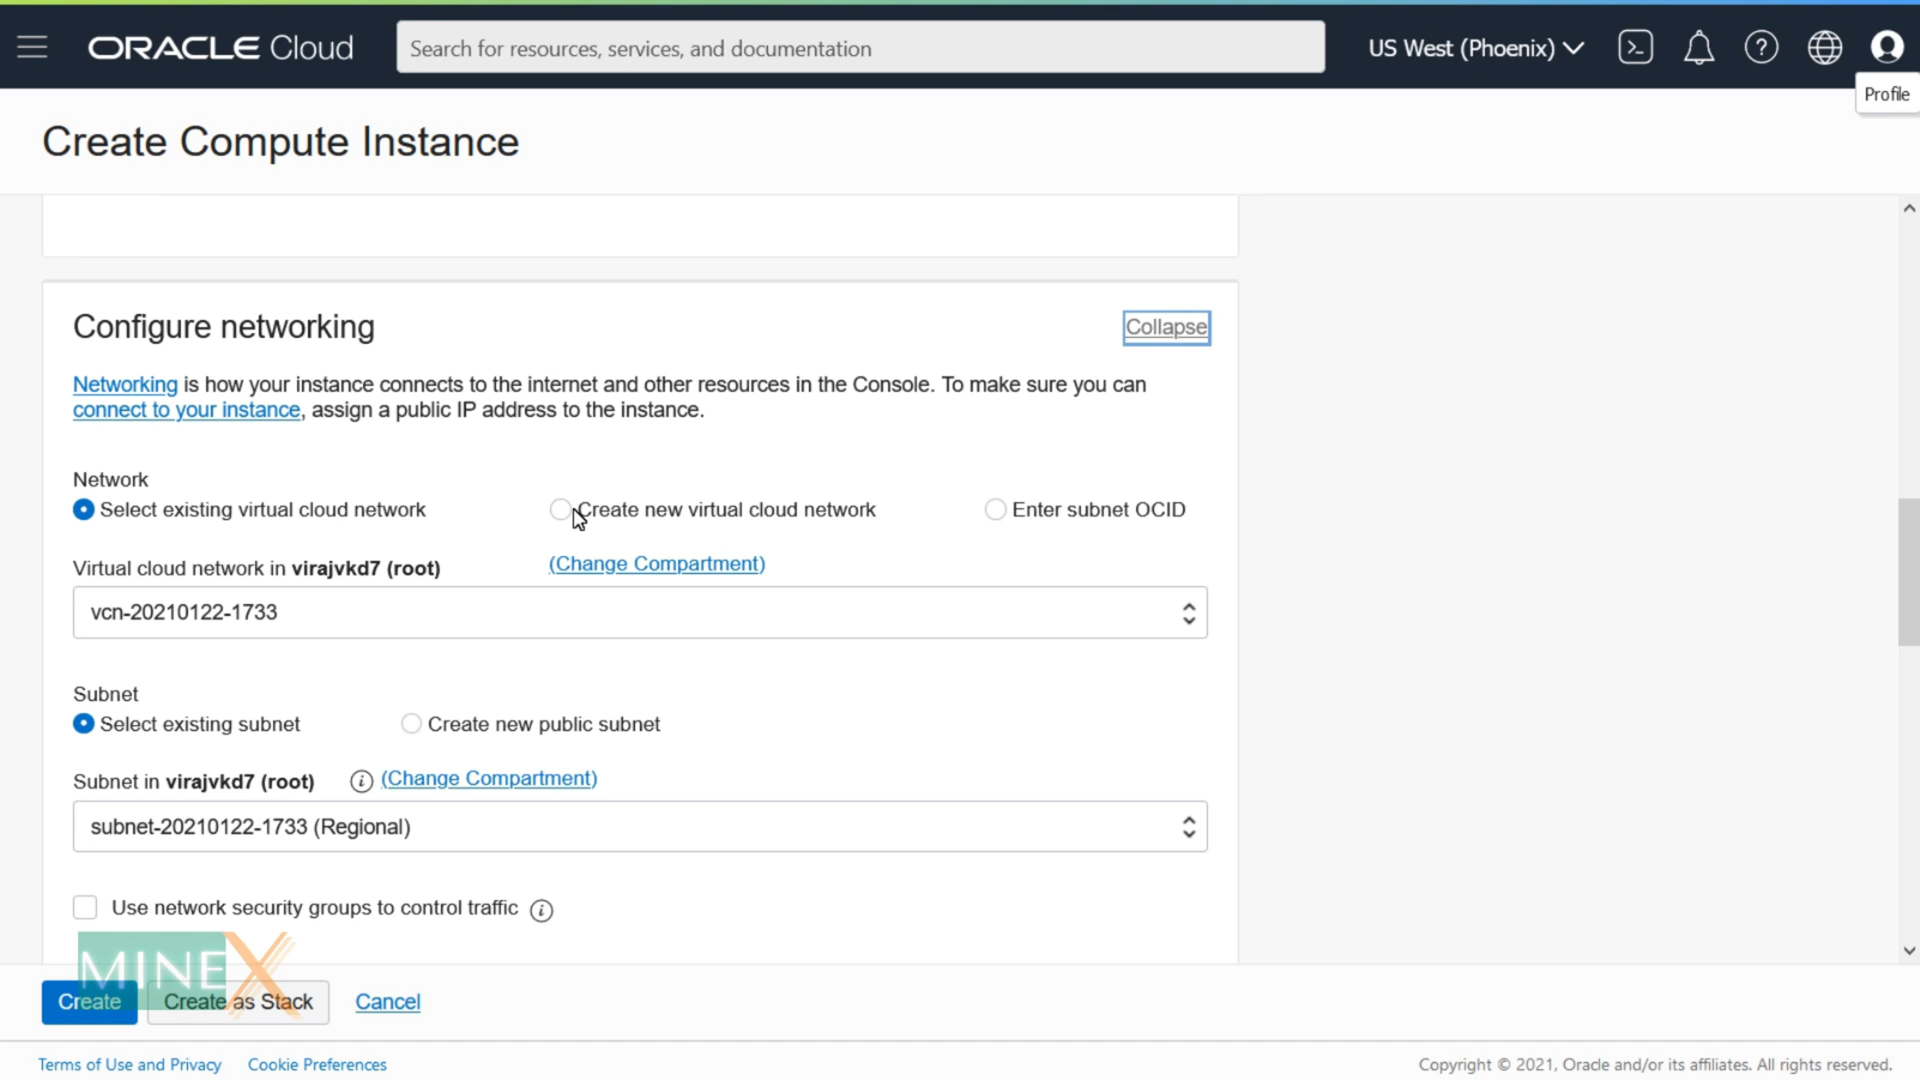 ORACLE Cloud
Search for resources, services, and documentation
US West (Phoenix)
Profile
Create Compute Instance
Configure networking
Collapse
Networking is how your instance connects to the internet and other resources in the Console. To make sure you can
connect to your instance, assign a public IP address to the instance.
Network
Select existing virtual cloud network
Create new virtual cloud network
Enter subnet OCID
Virtual cloud network in virajvkd7 (root)
(Change Compartment)
vcn-20210122-1733
Subnet
Select existing subnet
Create new public subnet
Subnet in virajvkd7 (root)
(Change Compartment)
subnet-20210122-1733 (Regional)
Use network security groups to control traffic
MINEX
Create
Create as Stack
Cancel
Terms of Use and Privacy
Cookie Preferences
Copyright © 2021, Oracle and/or its affiliates. All rights reserved.